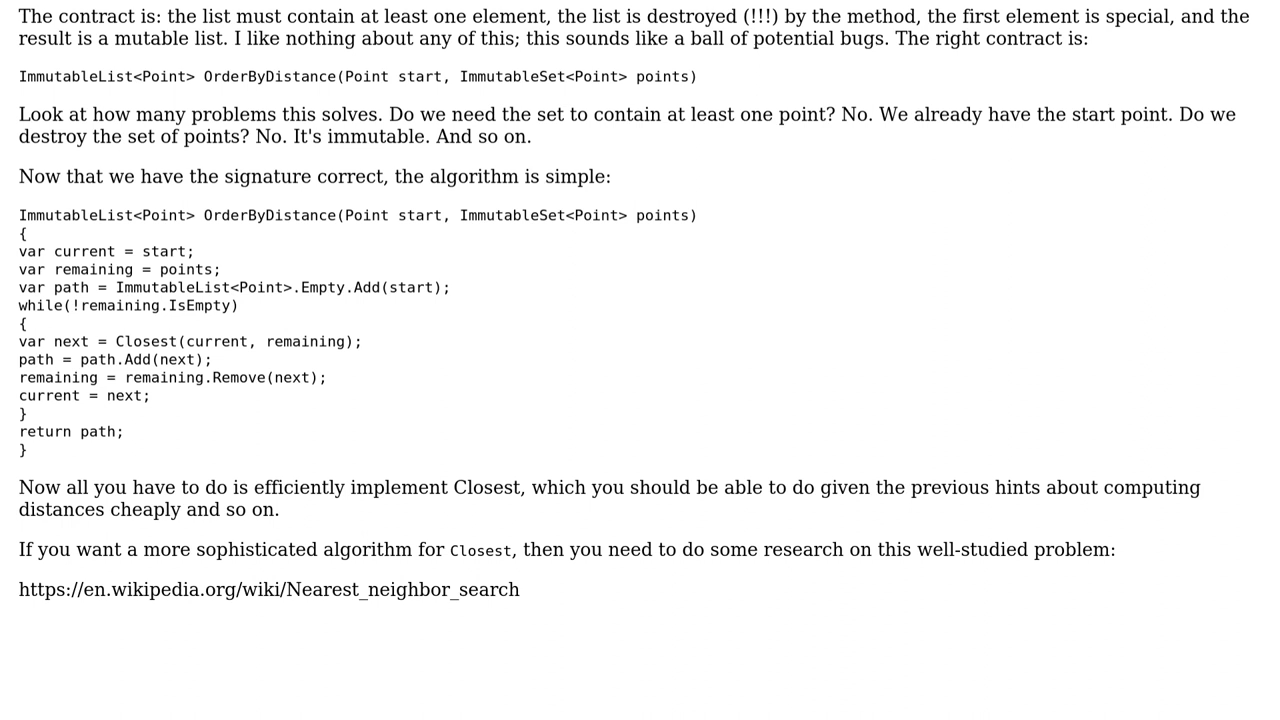 The contract is: the list must contain at least one element, the list is destroyed (!!!) by the method, the first element is special, and the
result is a mutable list. I like nothing about any of this; this sounds like a ball of potential bugs. The right contract is:
ImmutableList<Point> OrderByDistance(Point start, ImmutableSet<Point> points)
Look at how many problems this solves. Do we need the set to contain at least one point? No. We already have the start point. Do we
destroy the set of points? No. It's immutable. And so on.
Now that we have the signature correct, the algorithm is simple:
ImmutableList<Point> OrderByDistance(Point start, ImmutableSet<Point> points)
{
var current = start;
var remaining = points;
var path = ImmutableList<Point>.Empty.Add(start);
while(!remaining.IsEmpty)
{
var next = Closest(current, remaining);
path = path.Add(next);
remaining = remaining.Remove(next);
current = next;
}
return path;
}
Now all you have to do is efficiently implement Closest, which you should be able to do given the previous hints about computing
distances cheaply and so on.
If you want a more sophisticated algorithm for Closest, then you need to do some research on this well-studied problem:
https://en.wikipedia.org/wiki/Nearest_neighbor_search